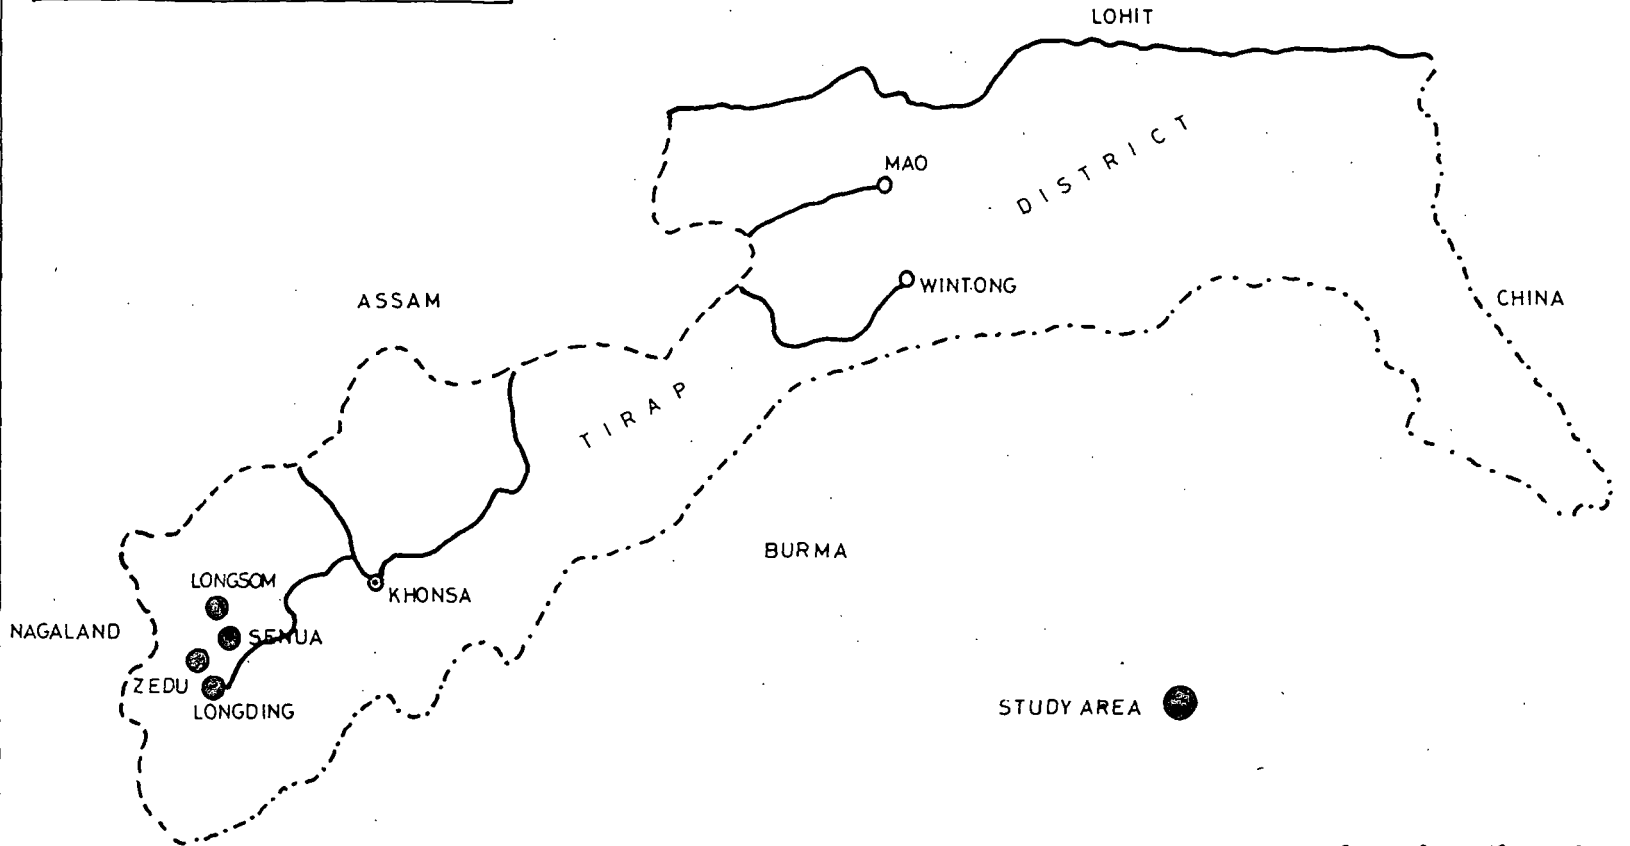 LOHIT
MAO
DISTRICT
WINTONG
CHINA
ASSAM
TIRAP
BURMA
LONGSOM
KHONSA
NAGALAND
SENUA
ZEDU
LONGDING
STUDY AREA